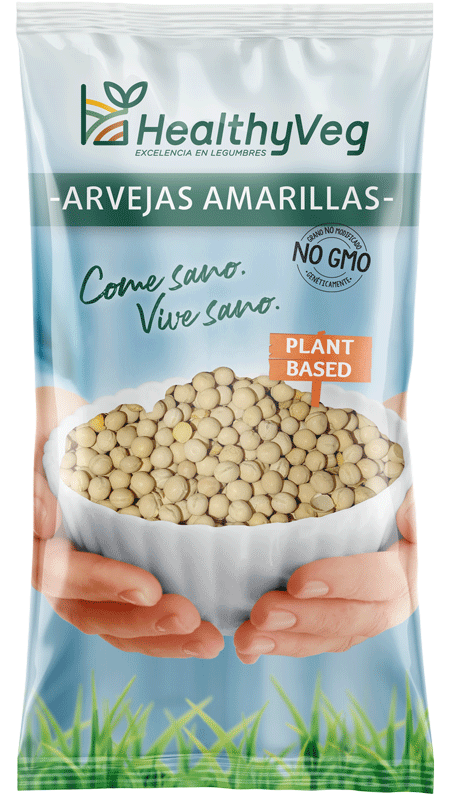 HealthyVeg
EXCELENCIA EN LEGUMBRES
-ARVEJAS AMARILLAS-
GRANO NO MODIFICADO
NO GMO
•GENÉTICAMENTE•
Come sano.
Vive sano.
PLANT
BASED